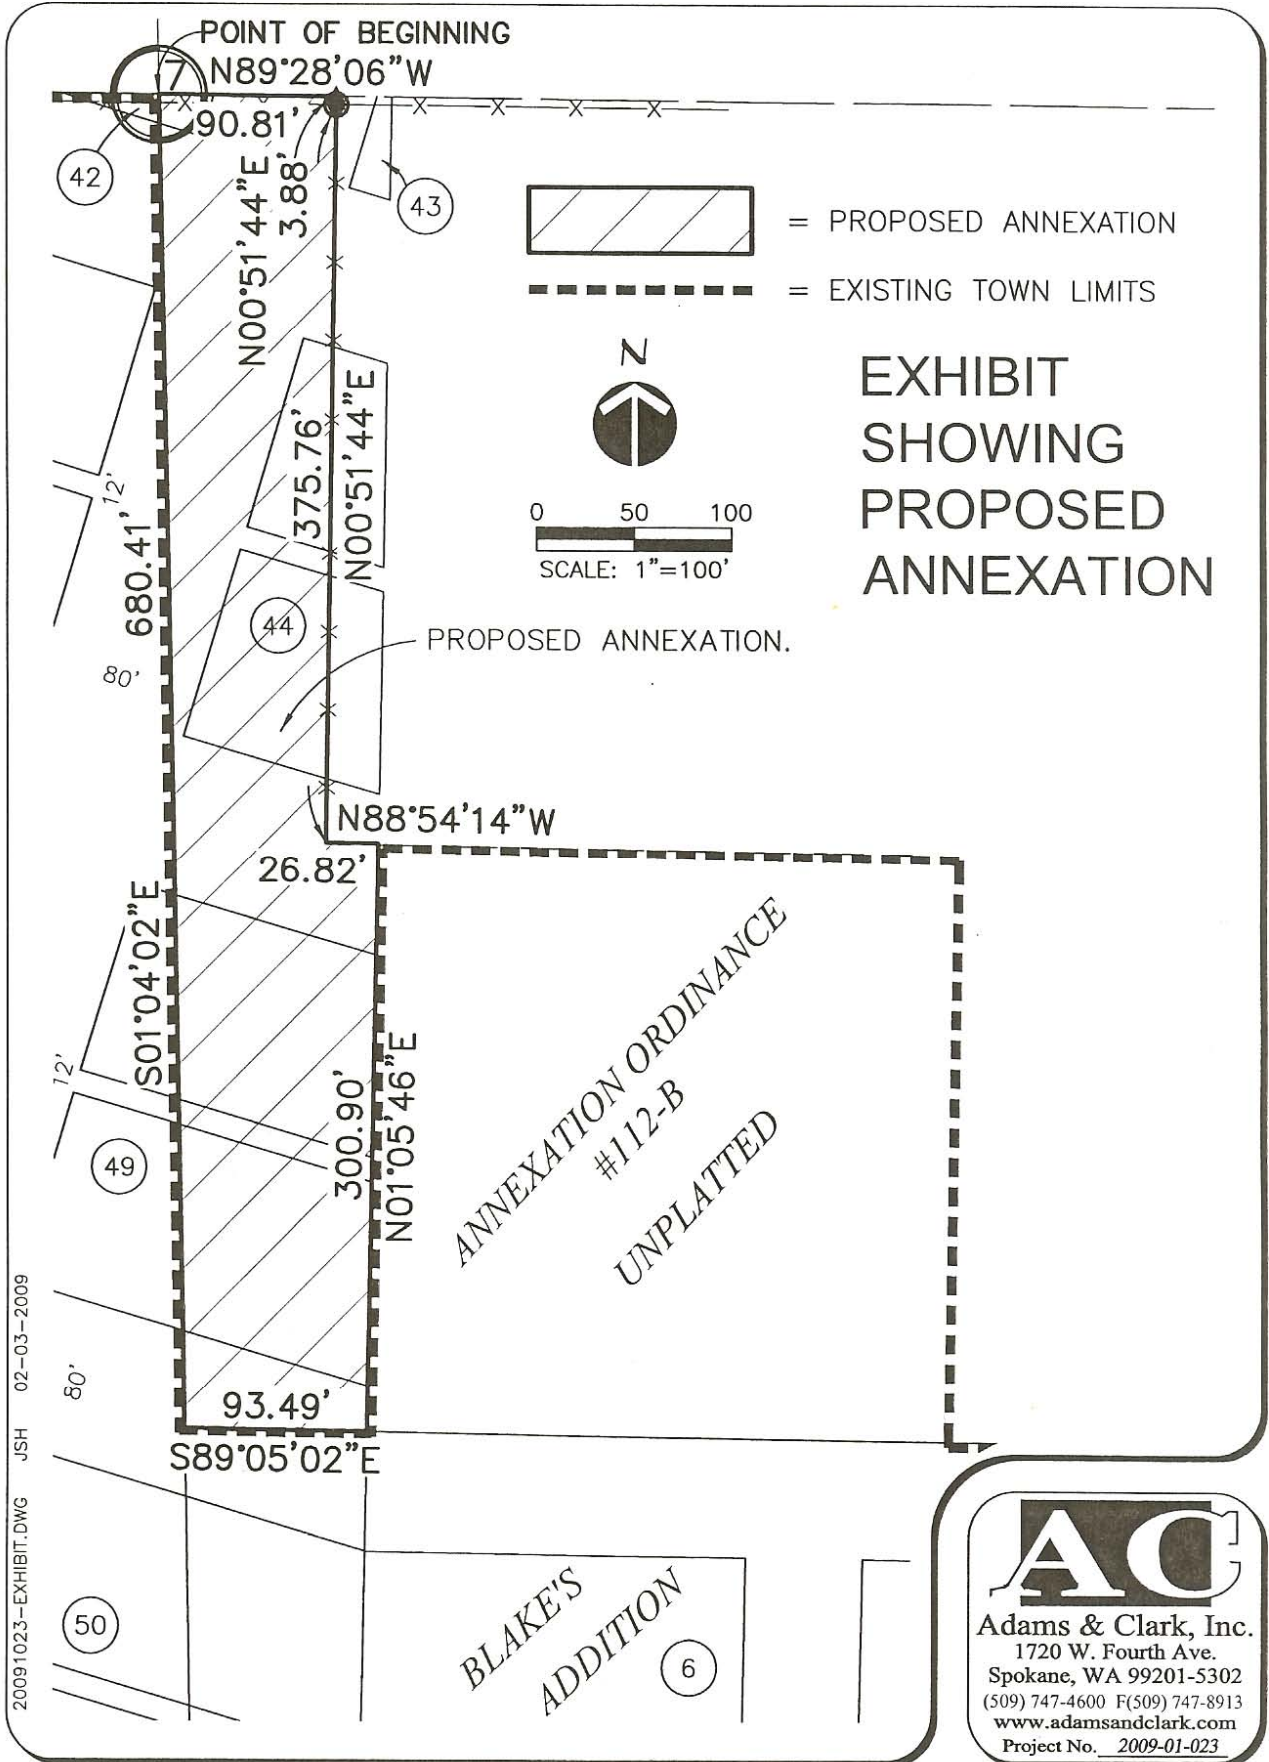 POINT OF BEGINNING
7
N89°28'06"W
90.81'
42
N00°51'44"E
3.88'
43
= PROPOSED ANNEXATION
= EXISTING TOWN LIMITS
N
EXHIBIT
SHOWING
PROPOSED
ANNEXATION
0 50 100
SCALE: 1"=100'
375.76'
N00°51'44"E
12'
680.41'
44
PROPOSED ANNEXATION.
80'
N88°54'14"W
26.82'
S01°04'02"E
ANNEXATION ORDINANCE
#112-B
UNPLATTED
12'
300.90'
N01°05'46"E
49
80'
93.49'
S89°05'02"E
50
BLAKE'S
ADDITION
6
20091023-EXHIBIT.DWG JSH 02-03-2009
AC
Adams & Clark, Inc.
1720 W. Fourth Ave.
Spokane, WA 99201-5302
(509) 747-4600 F(509) 747-8913
www.adamsandclark.com
Project No. 2009-01-023